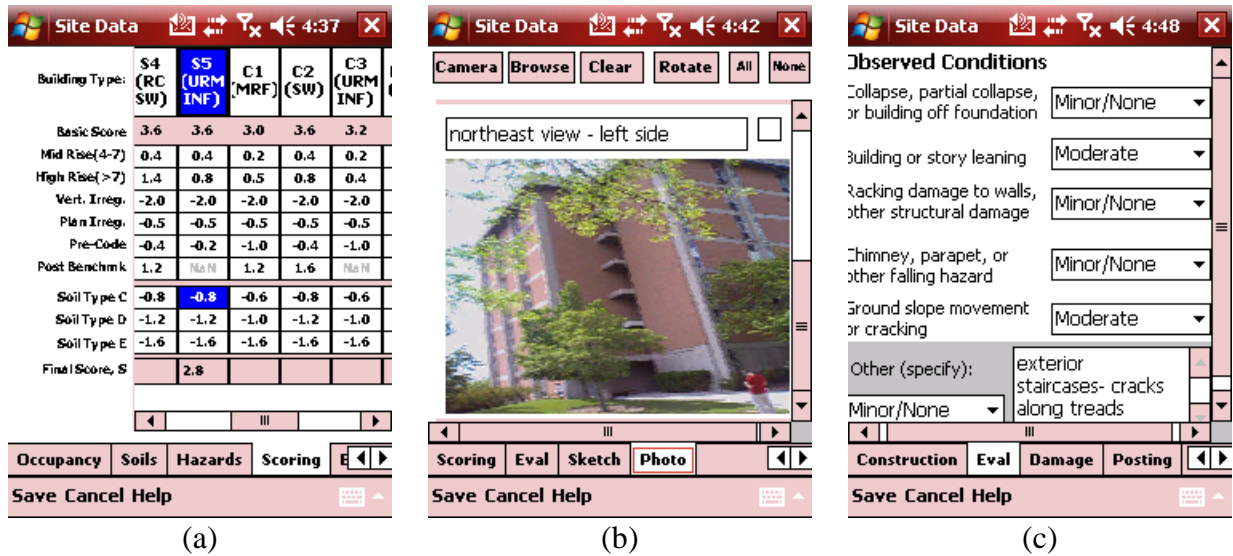 Site Data 4:37
Building Type: S4 (RC SW) S5 (URM INF) C1 (MRF) C2 (SW) C3 (URM INF)
Basic Score 3.6 3.6 3.0 3.6 3.2
Mid Rise(4-7) 0.4 0.4 0.2 0.4 0.2
High Rise(>7) 1.4 0.8 0.5 0.8 0.4
Vert. Irreg. -2.0 -2.0 -2.0 -2.0 -2.0
Plan Irreg. -0.5 -0.5 -0.5 -0.5 -0.5
Pre-Code -0.4 -0.2 -1.0 -0.4 -1.0
Post Benchmk 1.2 NaN 1.2 1.6 NaN
Soil Type C -0.8 -0.8 -0.6 -0.8 -0.6
Soil Type D -1.2 -1.2 -1.0 -1.2 -1.0
Soil Type E -1.6 -1.6 -1.6 -1.6 -1.6
Final Score, S 2.8
Occupancy Soils Hazards Scoring E
Save Cancel Help
(a)
Site Data 4:42
Camera Browse Clear Rotate All None
northeast view - left side
Scoring Eval Sketch Photo
Save Cancel Help
(b)
Site Data 4:48
Observed Conditions
Collapse, partial collapse,
or building off foundation Minor/None
Building or story leaning Moderate
Racking damage to walls,
other structural damage Minor/None
Chimney, parapet, or
other falling hazard Minor/None
Ground slope movement
or cracking Moderate
Other (specify): exterior
staircases- cracks
Minor/None along treads
Construction Eval Damage Posting
Save Cancel Help
(c)